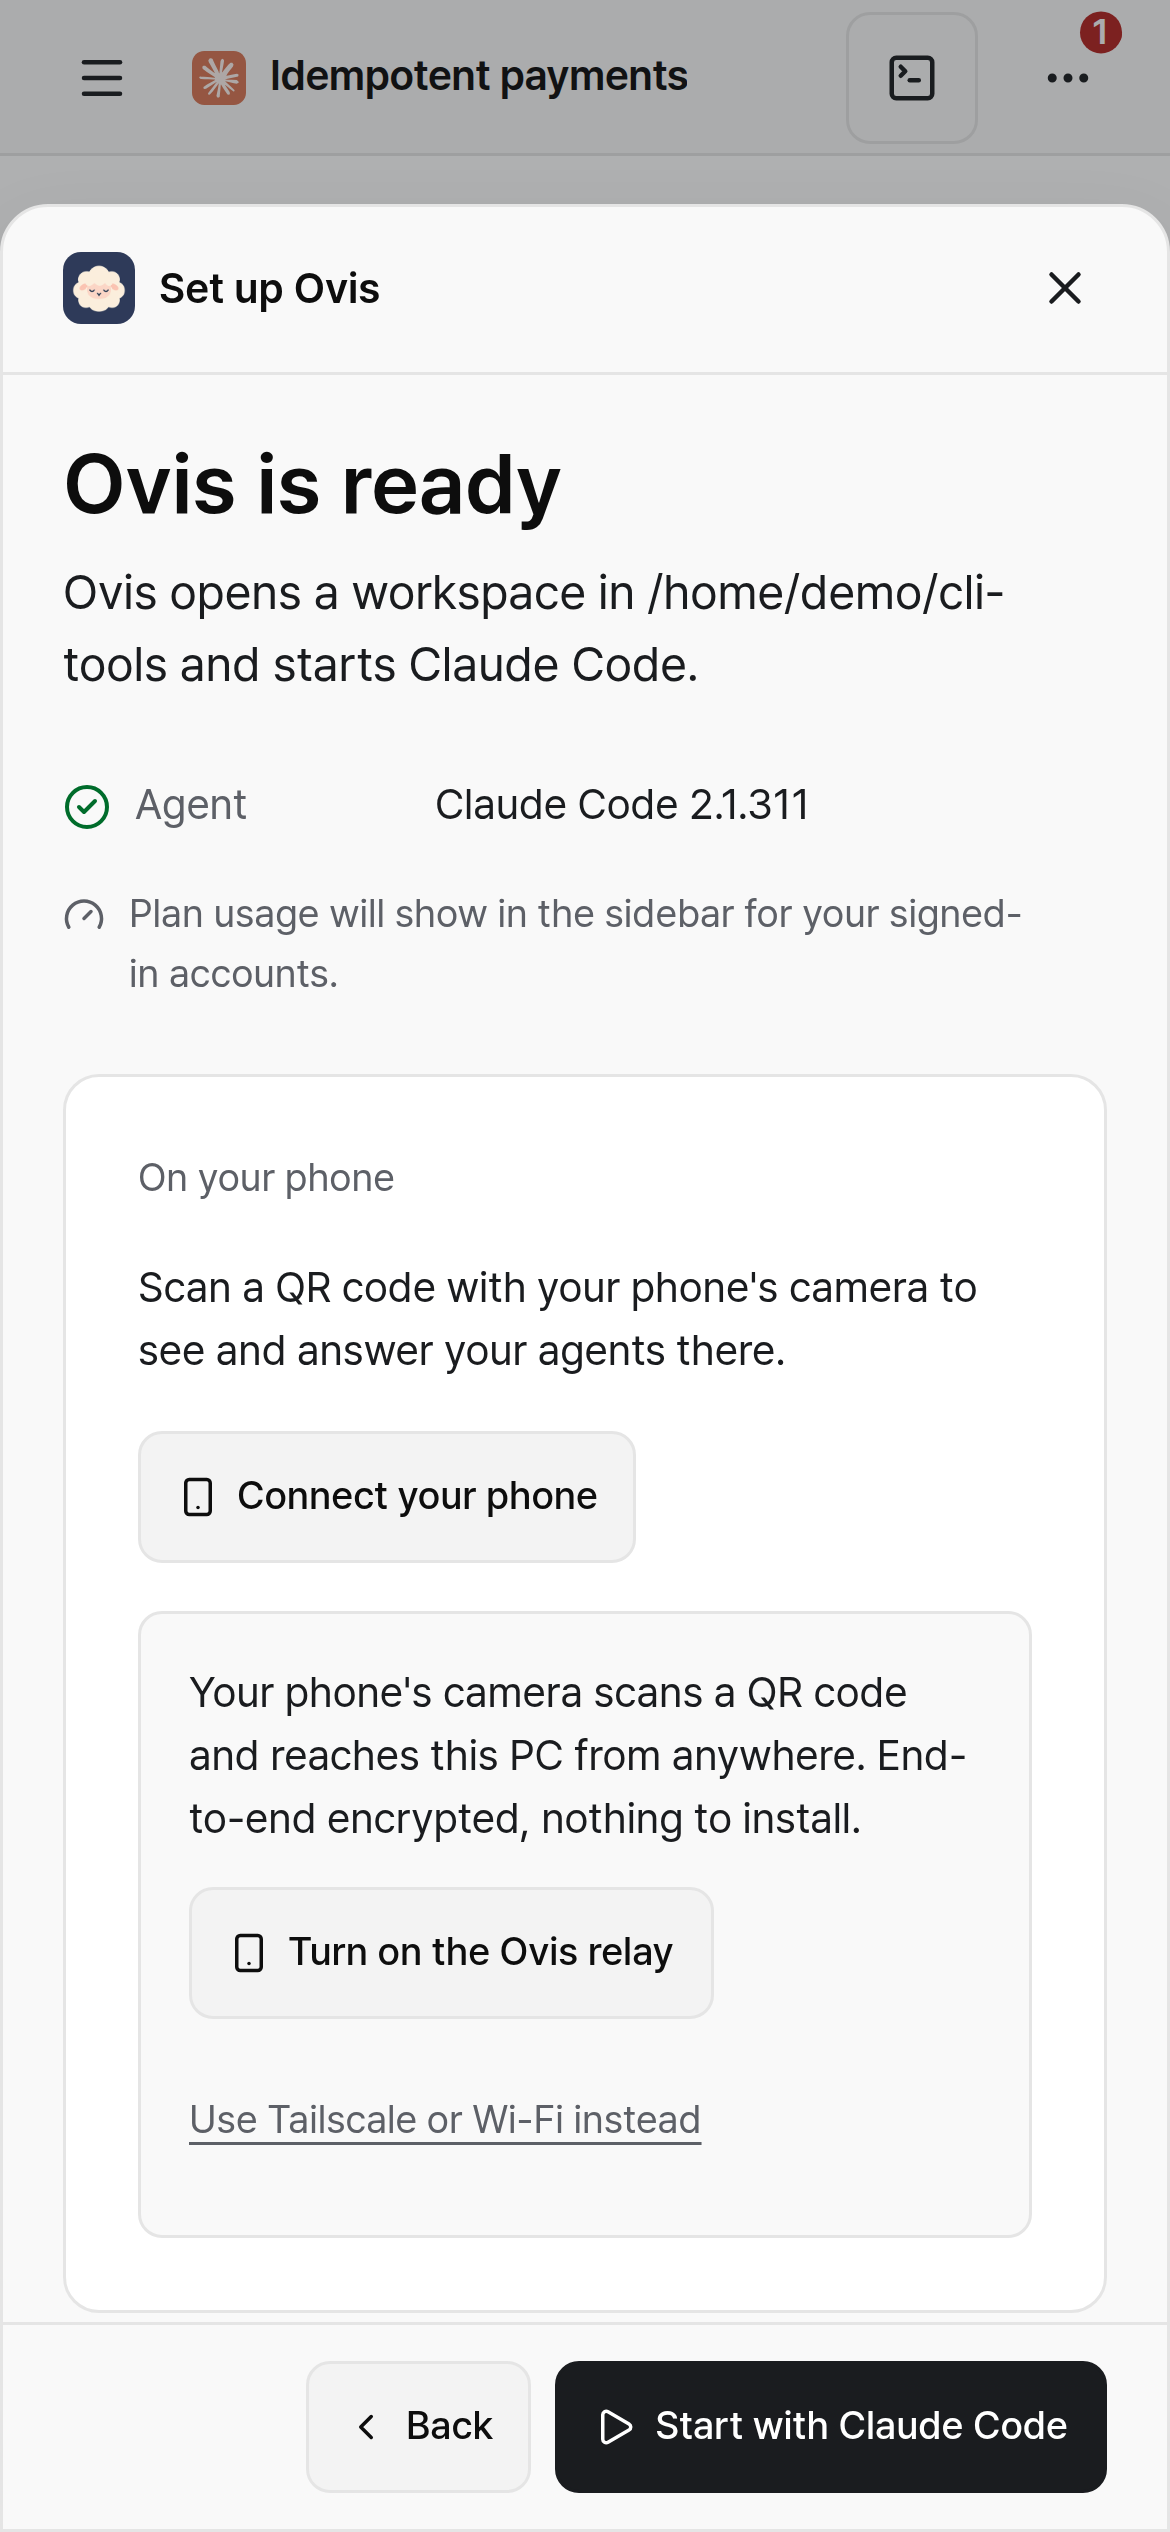 Idempotent payments
1
Set up Ovis
Ovis is ready
Ovis opens a workspace in /home/demo/cli-
tools and starts Claude Code.
Agent
Claude Code 2.1.311
Plan usage will show in the sidebar for your signed-
in accounts.
On your phone
Scan a QR code with your phone's camera to
see and answer your agents there.
Connect your phone
Your phone's camera scans a QR code
and reaches this PC from anywhere. End-
to-end encrypted, nothing to install.
Turn on the Ovis relay
Use Tailscale or Wi-Fi instead
Back
Start with Claude Code